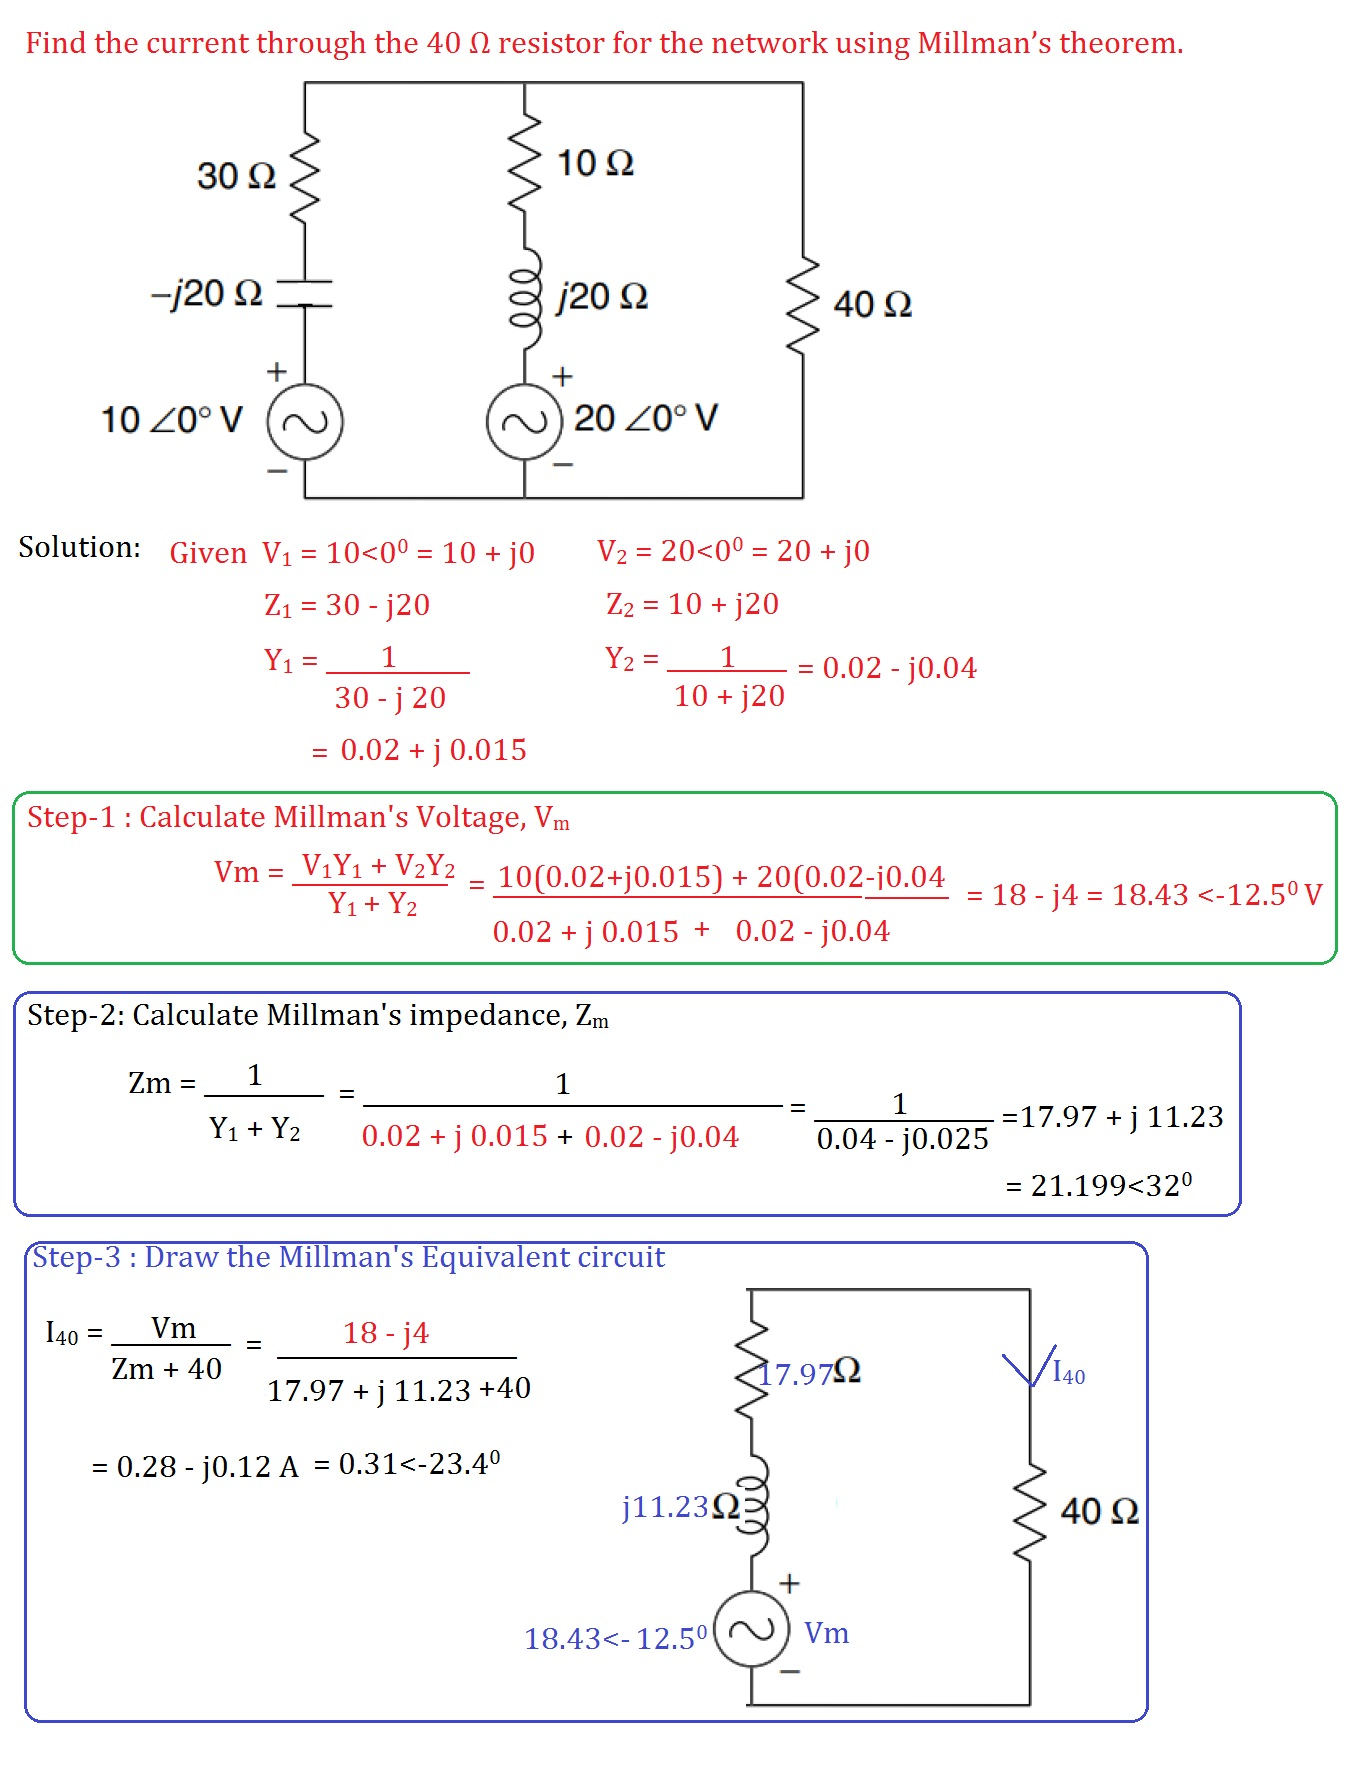 Find the current through the 40 Ω resistor for the network using Millman's theorem.
30 Ω
10 Ω
−j20 Ω
j20 Ω
40 Ω
+
+
10 ∠0° V
20 ∠0° V
−
−
Solution: Given V₁ = 10<0⁰ = 10 + j0 V₂ = 20<0⁰ = 20 + j0
Z₁ = 30 - j20 Z₂ = 10 + j20
Y₁ = 1 / 30 - j 20 Y₂ = 1 / 10 + j20 = 0.02 - j0.04
= 0.02 + j 0.015
Step-1 : Calculate Millman's Voltage, Vₘ
Vm = V₁Y₁ + V₂Y₂ / Y₁ + Y₂ = 10(0.02+j0.015) + 20(0.02-j0.04 / 0.02 + j 0.015 + 0.02 - j0.04 = 18 - j4 = 18.43 <-12.5⁰ V
Step-2: Calculate Millman's impedance, Zₘ
Zm = 1 / Y₁ + Y₂ = 1 / 0.02 + j 0.015 + 0.02 - j0.04 = 1 / 0.04 - j0.025 =17.97 + j 11.23
= 21.199<32⁰
Step-3 : Draw the Millman's Equivalent circuit
I₄₀ = Vm / Zm + 40 = 18 - j4 / 17.97 + j 11.23 +40
= 0.28 - j0.12 A = 0.31<-23.4⁰
17.97Ω
I₄₀
j11.23Ω
40 Ω
+
18.43<- 12.5⁰
Vm
−